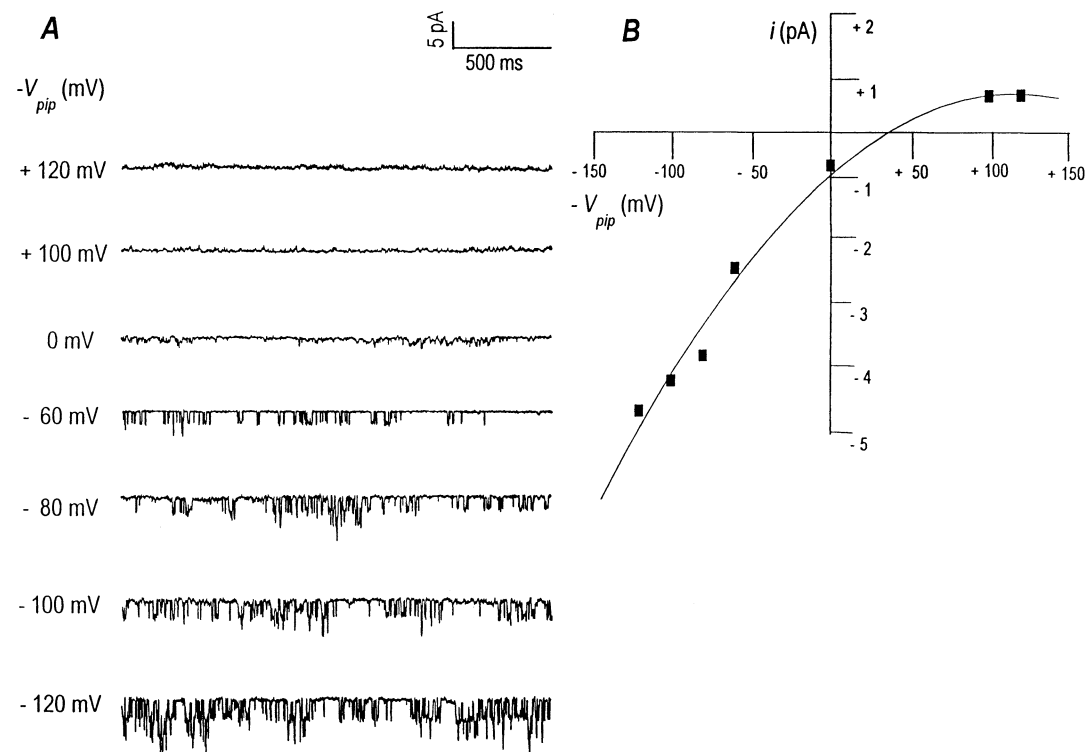 A
5 pA
500 ms
-Vpip (mV)
+ 120 mV
+ 100 mV
0 mV
- 60 mV
- 80 mV
- 100 mV
- 120 mV
B
i (pA)
+ 2
+ 1
- 150
-100
- 50
+ 50
+ 100
+ 150
- Vpip (mV)
- 1
- 2
- 3
- 4
- 5